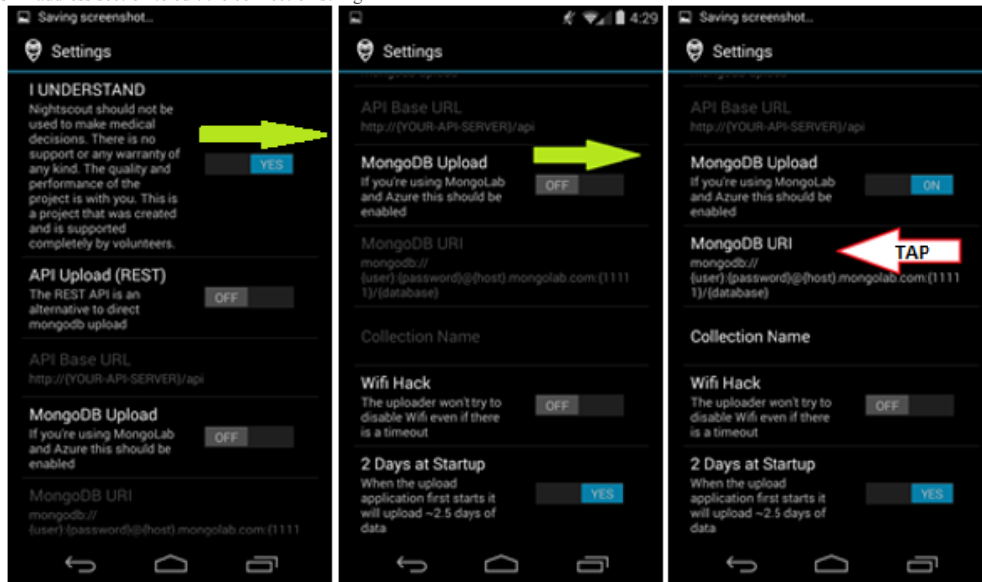 Saving screenshot...
Settings
I UNDERSTAND
Nightscout should not be
used to make medical
decisions. There is no
support or any warranty of
any kind. The quality and
performance of the
project is with you. This is
a project that was created
and is supported
completely by volunteers.
YES
API Upload (REST)
The REST API is an
alternative to direct
mongodb upload
OFF
API Base URL
http://{YOUR-API-SERVER}/api
MongoDB Upload
If you're using MongoLab
and Azure this should be
enabled
OFF
MongoDB URI
mongodb://
{user}:{password}@{host}.mongolab.com:{1111
4:29
Settings
mongodb upload
API Base URL
http://{YOUR-API-SERVER}/api
MongoDB Upload
If you're using MongoLab
and Azure this should be
enabled
OFF
MongoDB URI
mongodb://
{user}:{password}@{host}.mongolab.com:{1111
1}/{database}
Collection Name
Wifi Hack
The uploader won't try to
disable Wifi even if there
is a timeout
OFF
2 Days at Startup
When the upload
application first starts it
will upload ~2.5 days of
data
YES
Saving screenshot...
Settings
API Base URL
http://{YOUR-API-SERVER}/api
MongoDB Upload
If you're using MongoLab
and Azure this should be
enabled
ON
MongoDB URI
mongodb://
{user}:{password}@{host}.mongolab.com:{1111
1}/{database}
TAP
Collection Name
Wifi Hack
The uploader won't try to
disable Wifi even if there
is a timeout
OFF
2 Days at Startup
When the upload
application first starts it
will upload ~2.5 days of
data
YES